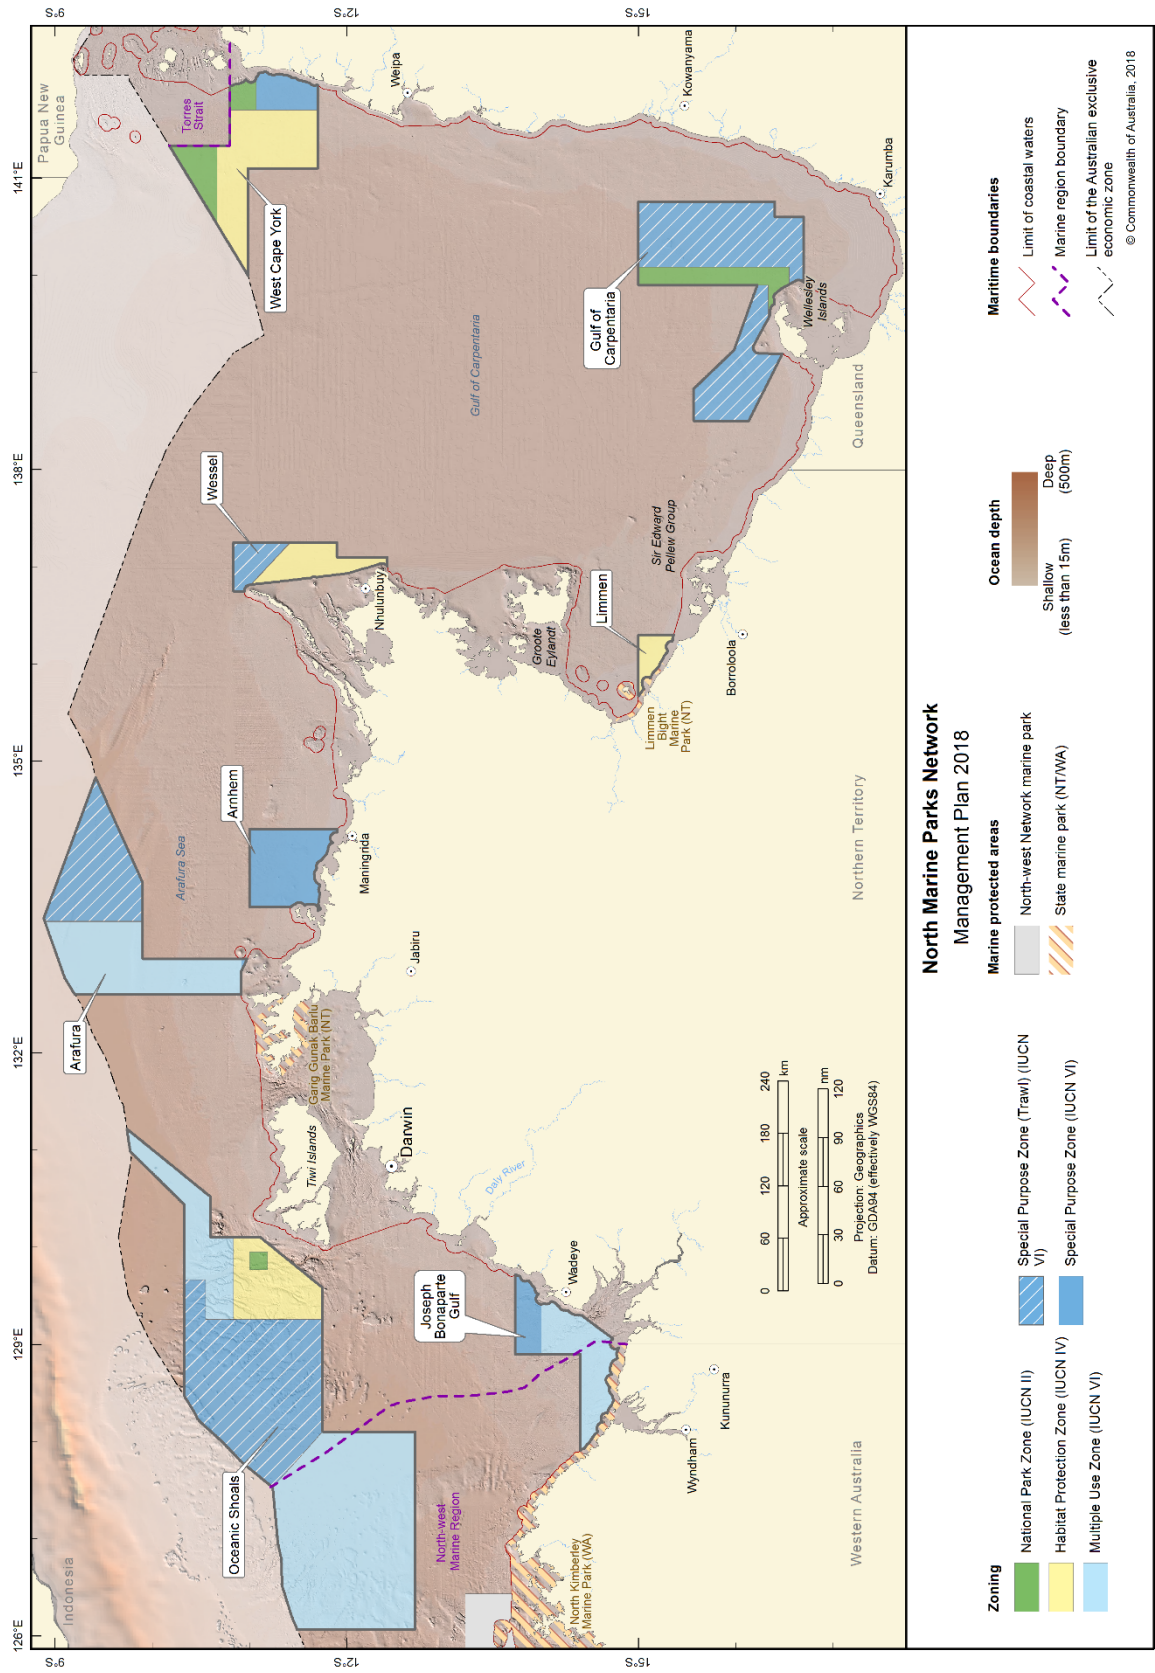 9°S
12°S
15°S
126°E
129°E
132°E
135°E
138°E
141°E
9°S
12°S
15°S
Indonesia
Papua New
Guinea
Torres
Strait
West Cape York
Weipa
Kowanyama
Karumba
Gulf of Carpentaria
Gulf of
Carpentaria
Wellesley
Islands
Queensland
Wessel
Nhulunbuy
Groote
Eylandt
Sir Edward
Pellew Group
Limmen
Limmen
Bight
Marine
Park (NT)
Borroloola
Arafura Sea
Arnhem
Maningrida
Jabiru
Northern Territory
Arafura
Garig Gunak Barlu
Marine Park (NT)
Tiwi Islands
Darwin
Daly River
Oceanic Shoals
Joseph
Bonaparte
Gulf
Wadeye
North-west
Marine Region
North Kimberley
Marine Park (WA)
Wyndham
Kununurra
Western Australia
0 60 120 180 240
km
Approximate scale
nm
0 30 60 90 120
Projection: Geographics
Datum: GDA94 (effectively WGS84)
North Marine Parks Network
Management Plan 2018
Zoning
National Park Zone (IUCN II)
Habitat Protection Zone (IUCN IV)
Multiple Use Zone (IUCN VI)
Special Purpose Zone (Trawl) (IUCN
VI)
Special Purpose Zone (IUCN VI)
Marine protected areas
North-west Network marine park
State marine park (NT/WA)
Ocean depth
Shallow
(less than 15m)
Deep
(500m)
Maritime boundaries
Limit of coastal waters
Marine region boundary
Limit of the Australian exclusive
economic zone
© Commonwealth of Australia, 2018